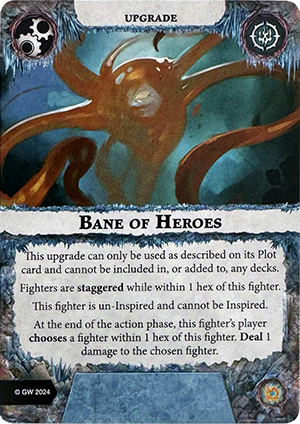 UPGRADE
BANE OF HEROES
This upgrade can only be used as described on its Plot
card and cannot be included in, or added to, any decks.
Fighters are staggered while within 1 hex of this fighter.
This fighter is un-Inspired and cannot be Inspired.
At the end of the action phase, this fighter's player
chooses a fighter within 1 hex of this fighter. Deal 1
damage to the chosen fighter.
© GW 2024